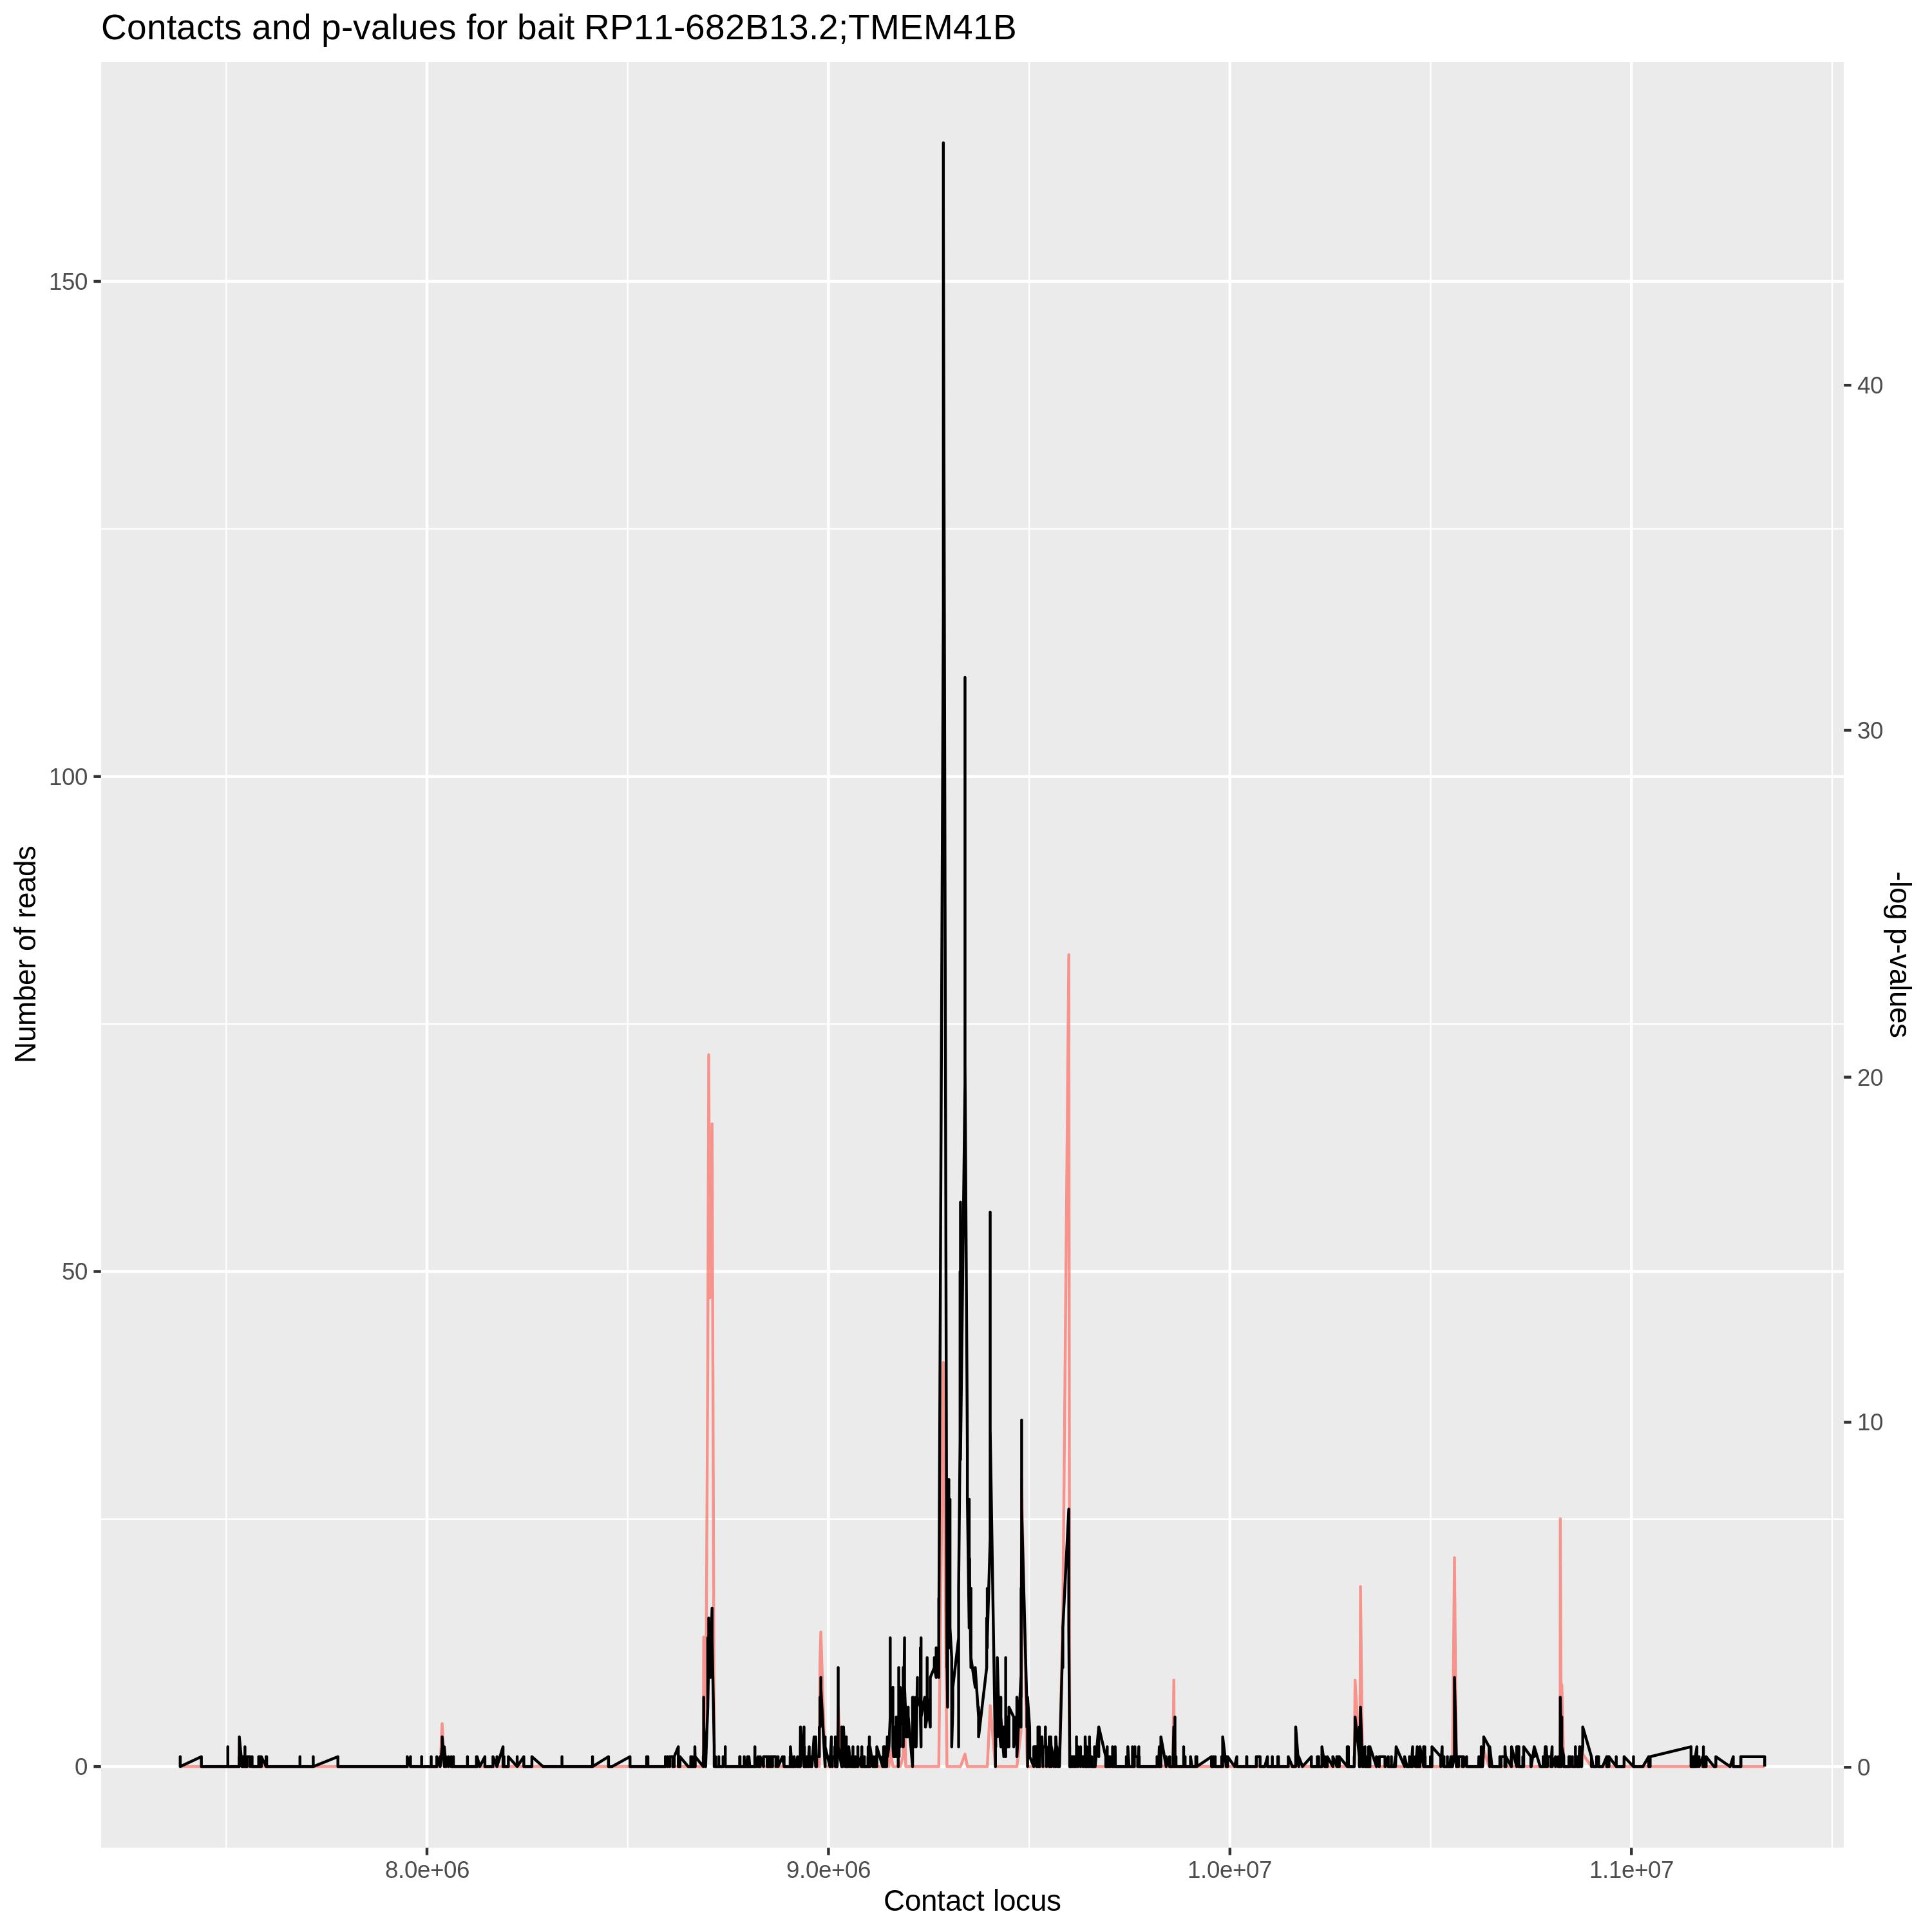 Contacts and p-values for bait RP11-682B13.2;TMEM41B
150
100
50
0
Number of reads
40
30
20
10
0
-log p-values
8.0e+06
9.0e+06
1.0e+07
1.1e+07
Contact locus